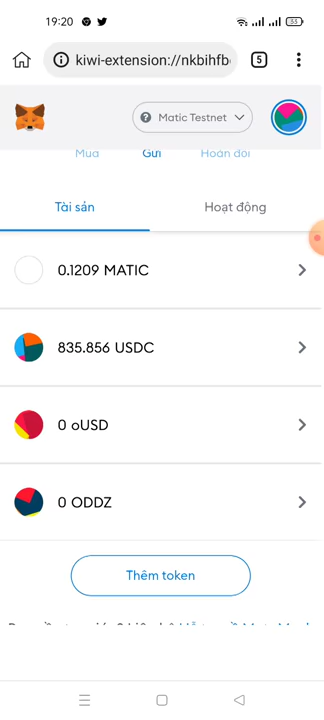 19:20
53
kiwi-extension://nkbihfb
5
Matic Testnet
Mua Gửi Hoán đổi
Tài sản Hoạt động
0.1209 MATIC
835.856 USDC
0 oUSD
0 ODDZ
Thêm token